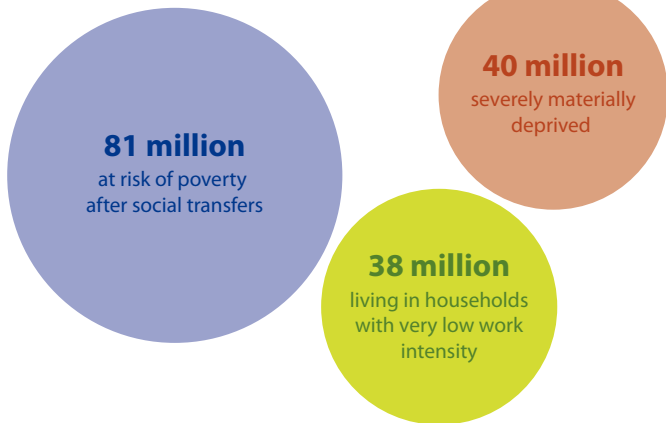 81 million
at risk of poverty
after social transfers
40 million
severely materially
deprived
38 million
living in households
with very low work
intensity